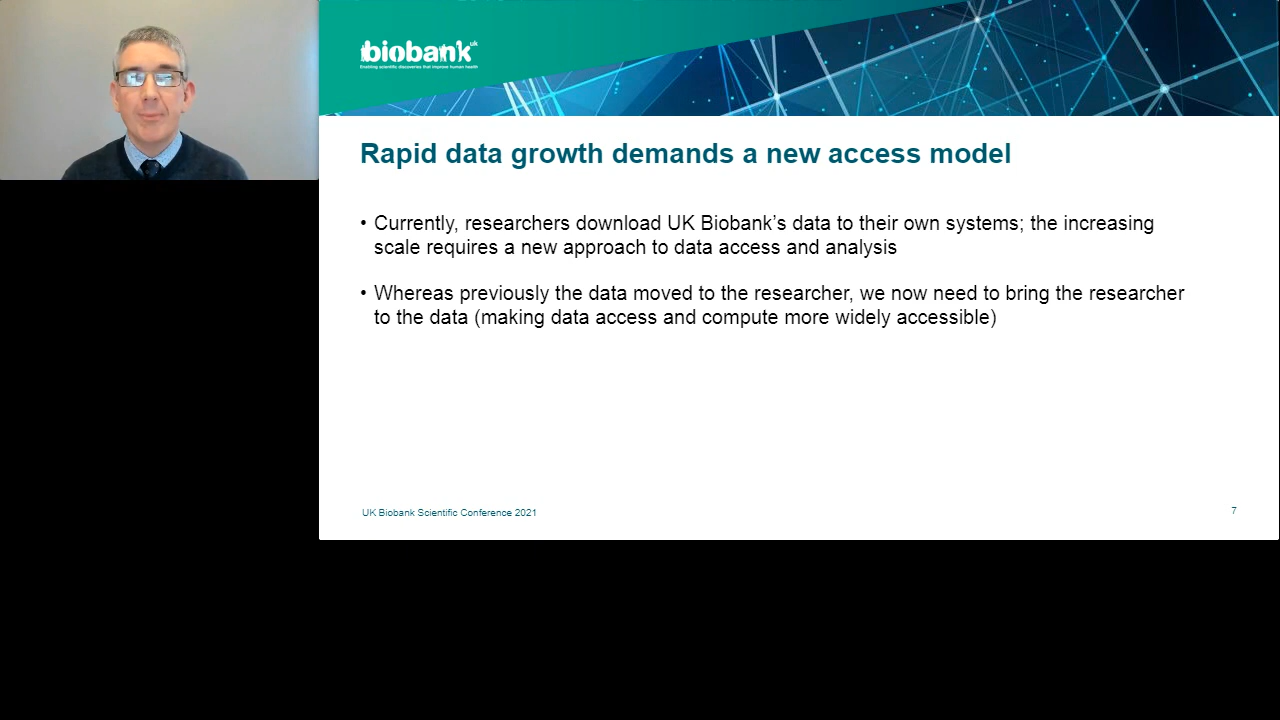 biobank uk
Enabling scientific discoveries that improve human health
Rapid data growth demands a new access model
• Currently, researchers download UK Biobank’s data to their own systems; the increasing
scale requires a new approach to data access and analysis
• Whereas previously the data moved to the researcher, we now need to bring the researcher
to the data (making data access and compute more widely accessible)
UK Biobank Scientific Conference 2021
7